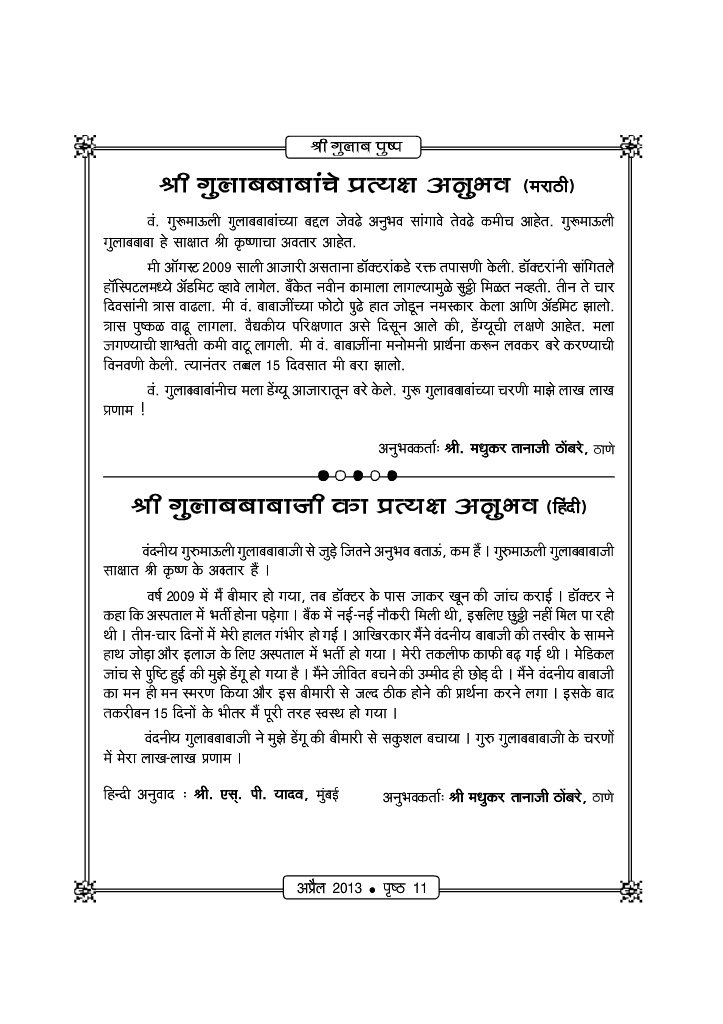 श्री गुलाब पुष्प
श्री गुलाबबाबांचे प्रत्यक्ष अनुभव (मराठी)
वं. गुरूमाऊली गुलाबबाबांच्या बद्दल जेवढे अनुभव सांगावे तेवढे कमीच आहेत. गुरूमाऊली
गुलाबबाबा हे साक्षात श्री कृष्णाचा अवतार आहेत.
मी ऑगस्ट 2009 साली आजारी असताना डॉक्टरांकडे रक्त तपासणी केली. डॉक्टरांनी सांगितले
हॉस्पिटलमध्ये ॲडमिट व्हावे लागेल. बँकेत नवीन कामाला लागल्यामुळे सुट्टी मिळत नव्हती. तीन ते चार
दिवसांनी त्रास वाढला. मी वं. बाबाजींच्या फोटो पुढे हात जोडून नमस्कार केला आणि ॲडमिट झालो.
त्रास पुष्कळ वाढू लागला. वैद्यकीय परिक्षणात असे दिसून आले की, डेंग्यूची लक्षणे आहेत. मला
जगण्याची शाश्वती कमी वाटू लागली. मी वं. बाबाजिंना मनोमनी प्रार्थना करून लवकर बरे करण्याची
विनवणी केली. त्यानंतर तब्बल 15 दिवसात मी बरा झालो.
वं. गुलाबबाबांनीच मला डेंग्यू आजारातून बरे केले. गुरू गुलाबबाबांच्या चरणी माझे लाख लाख
प्रणाम !
अनुभवकर्ताः श्री. मधुकर तानाजी ठोंबरे, ठाणे
श्री गुलाबबाबाजी का प्रत्यक्ष अनुभव (हिंदी)
वंदनीय गुरुमाऊली गुलाबबाबाजी से जुड़े जितने अनुभव बताऊं, कम हैं । गुरुमाऊली गुलाबबाबाजी
साक्षात श्री कृष्ण के अवतार हैं ।
वर्ष 2009 में मैं बीमार हो गया, तब डॉक्टर के पास जाकर खून की जांच कराई । डॉक्टर ने
कहा कि अस्पताल में भर्ती होना पड़ेगा । बैंक में नई-नई नौकरी मिली थी, इसलिए छुट्टी नहीं मिल पा रही
थी । तीन-चार दिनों में मेरी हालत गंभीर हो गई । आखिरकार मैंने वंदनीय बाबाजी की तस्वीर के सामने
हाथ जोड़ा और इलाज के लिए अस्पताल में भर्ती हो गया । मेरी तकलीफ काफी बढ़ गई थी । मेडिकल
जांच से पुष्टि हुई की मुझे डेंगू हो गया है । मैंने जीवित बचने की उम्मीद ही छोड़ दी । मैंने वंदनीय बाबाजी
का मन ही मन स्मरण किया और इस बीमारी से जल्द ठीक होने की प्रार्थना करने लगा । इसके बाद
तकरीबन 15 दिनों के भीतर मैं पूरी तरह स्वस्थ हो गया ।
वंदनीय गुलाबबाबाजी ने मुझे डेंगू की बीमारी से सकुशल बचाया । गुरु गुलाबबाबाजी के चरणों
में मेरा लाख-लाख प्रणाम ।
हिन्दी अनुवाद : श्री. एस्. पी. यादव, मुंबई अनुभवकर्ताः श्री मधुकर तानाजी ठोंबरे, ठाणे
अप्रैल 2013 ● पृष्ठ 11